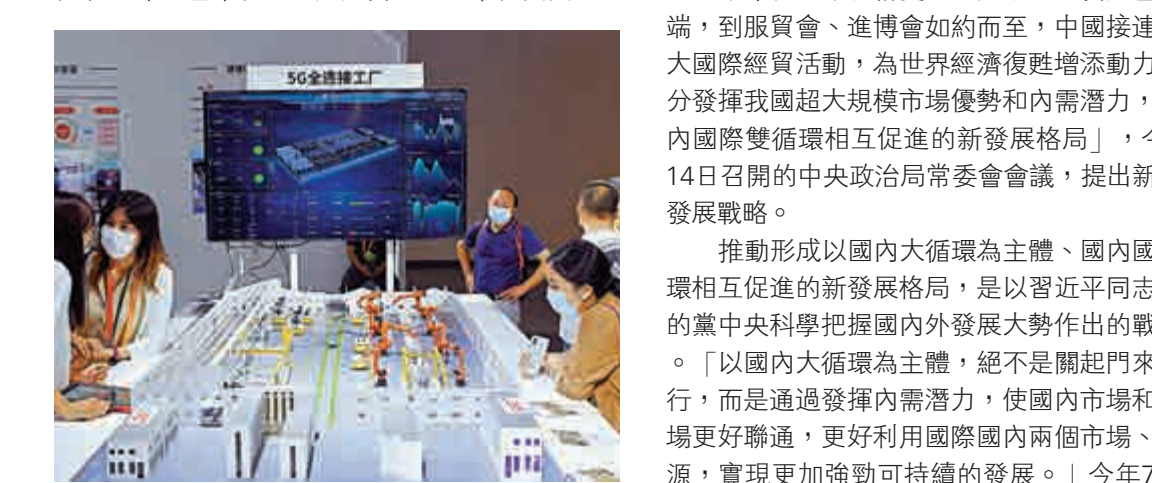 5G全连接工厂
端，到服貿會、進博會如約而至，中國接連
大國際經貿活動，為世界經濟復甦增添動力
分發揮我國超大規模市場優勢和內需潛力，
內國際雙循環相互促進的新發展格局」，今
14日召開的中央政治局常委會會議，提出新
發展戰略。
推動形成以國內大循環為主體、國內國
環相互促進的新發展格局，是以習近平同志
的黨中央科學把握國內外發展大勢作出的戰
。「以國內大循環為主體，絕不是關起門來
行，而是通過發揮內需潛力，使國內市場和
場更好聯通，更好利用國際國內兩個市場、
源，實現更加強勁可持續的發展。」今年7